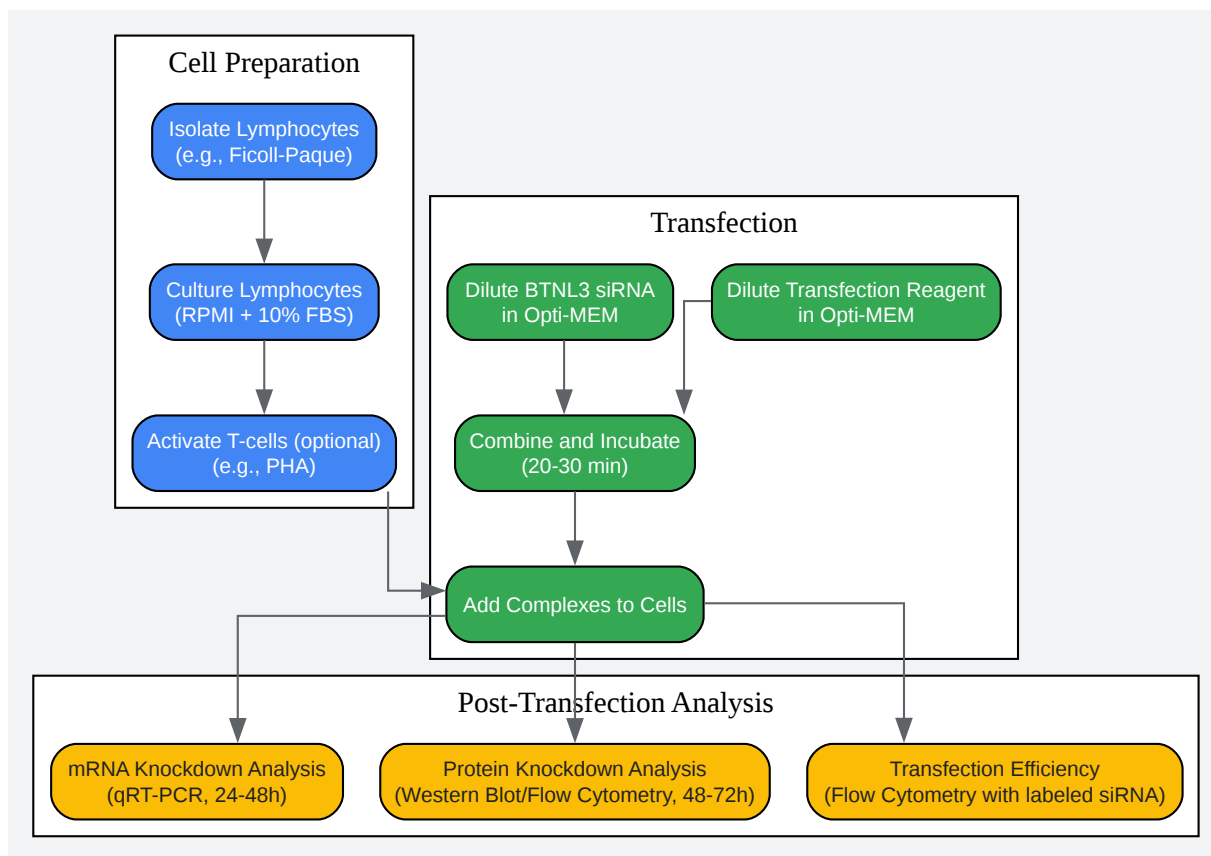 Cell Preparation
Isolate Lymphocytes
(e.g., Ficoll-Paque)
Culture Lymphocytes
(RPMI + 10% FBS)
Activate T-cells (optional)
(e.g., PHA)
Transfection
Dilute BTNL3 siRNA
in Opti-MEM
Dilute Transfection Reagent
in Opti-MEM
Combine and Incubate
(20-30 min)
Add Complexes to Cells
Post-Transfection Analysis
mRNA Knockdown Analysis
(qRT-PCR, 24-48h)
Protein Knockdown Analysis
(Western Blot/Flow Cytometry, 48-72h)
Transfection Efficiency
(Flow Cytometry with labeled siRNA)